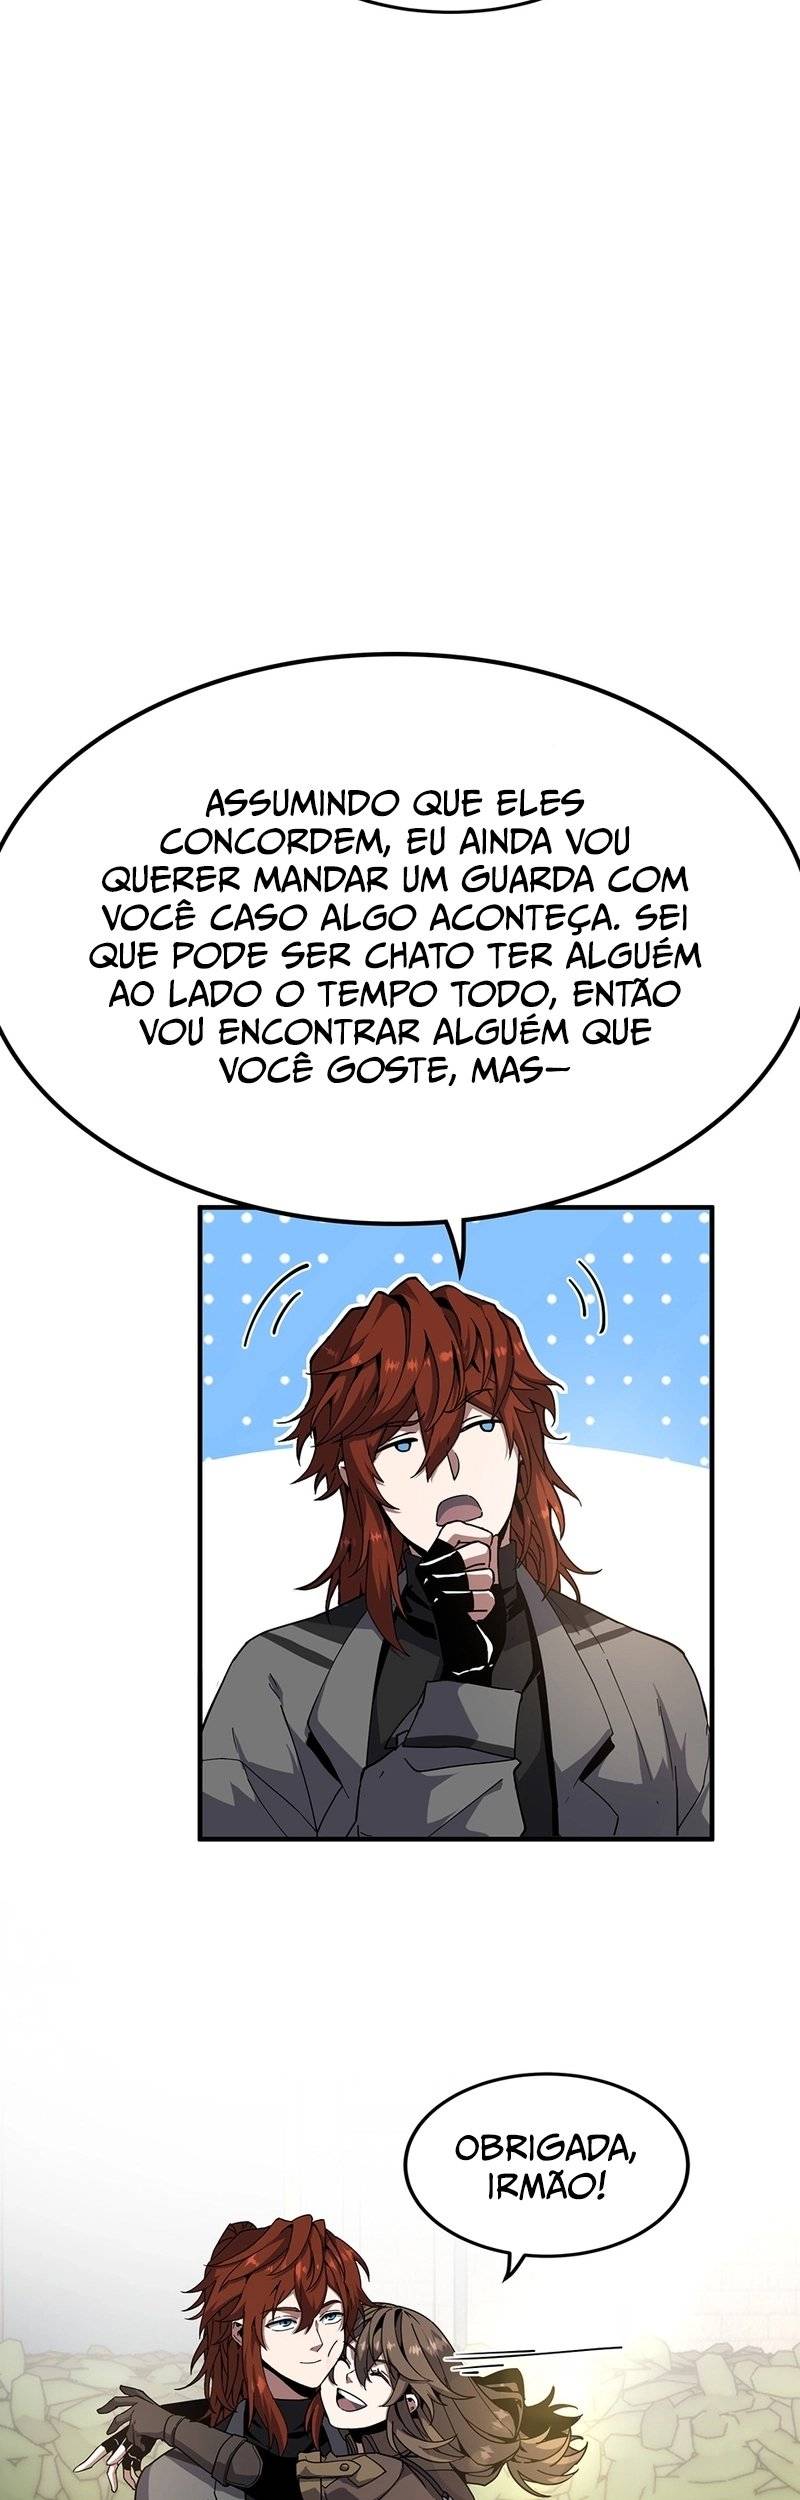 ASSUMINDO QUE ELES
CONCORDEM, EU AINDA VOU
QUERER MANDAR UM GUARDA COM
VOCÊ CASO ALGO ACONTEÇA. SEI
QUE PODE SER CHATO TER ALGUÉM
AO LADO O TEMPO TODO, ENTÃO
VOU ENCONTRAR ALGUÉM QUE
VOCÊ GOSTE, MAS—
OBRIGADA,
IRMÃO!